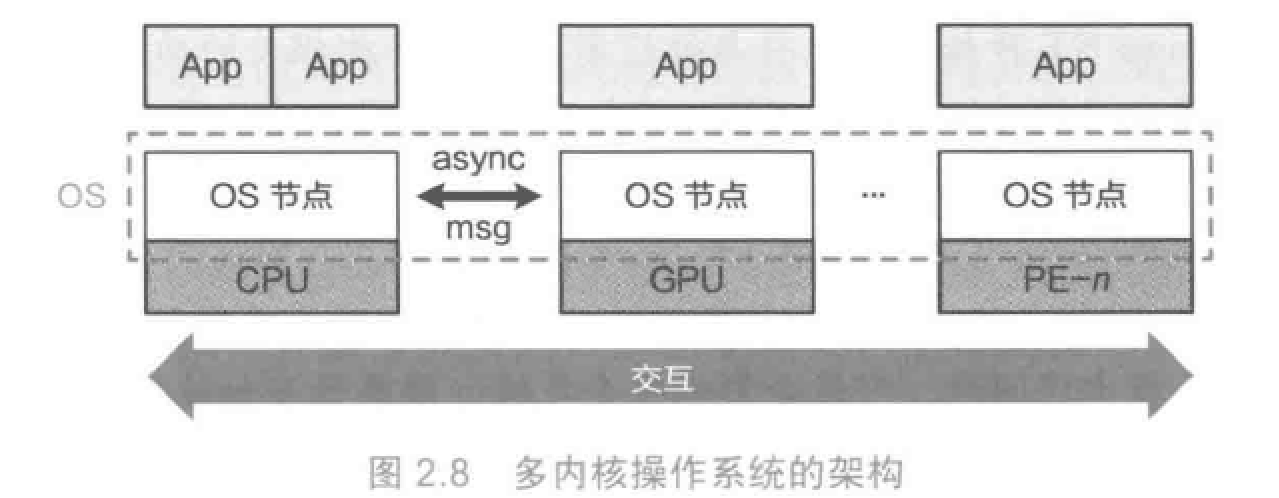 App App App App
async
OS OS 节点 OS 节点 ... OS 节点
msg
CPU GPU PE-n
交互
图 2.8 多内核操作系统的架构